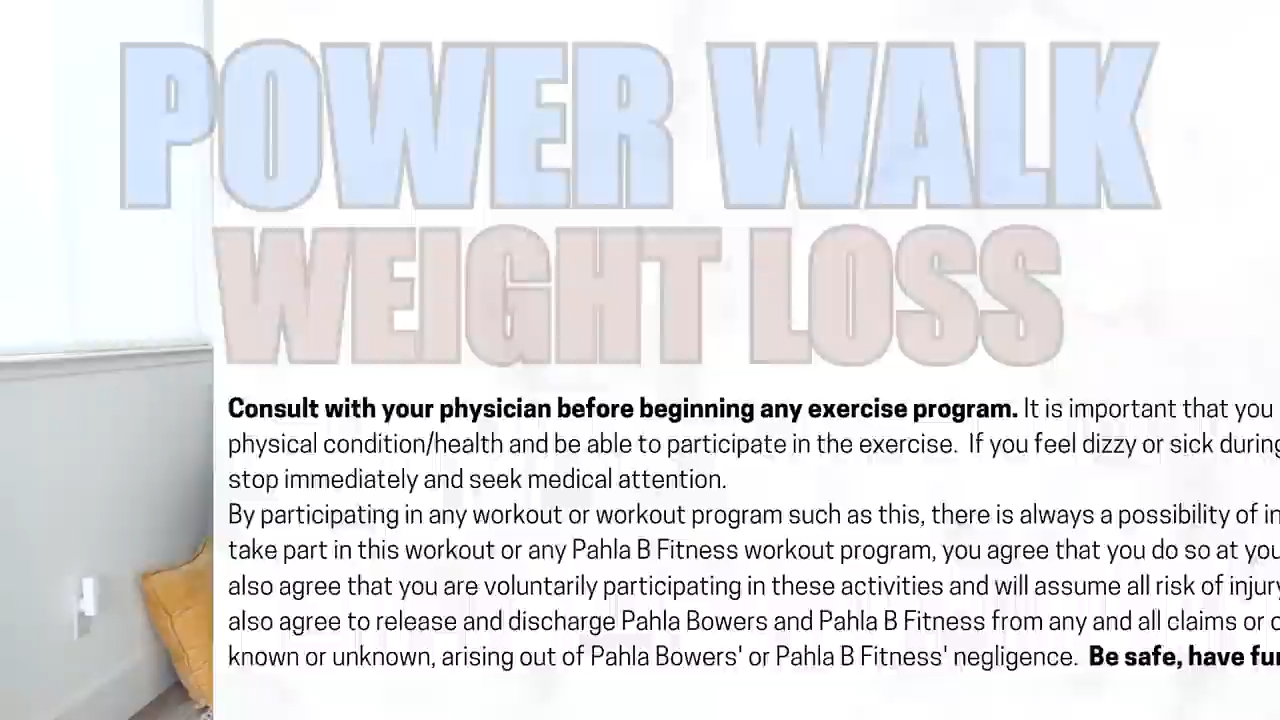 POWER WALK
WEIGHT LOSS
Consult with your physician before beginning any exercise program. It is important that you
physical condition/health and be able to participate in the exercise. If you feel dizzy or sick during
stop immediately and seek medical attention.
By participating in any workout or workout program such as this, there is always a possibility of
take part in this workout or any Pahla B Fitness workout program, you agree that you do so at
also agree that you are voluntarily participating in these activities and will assume all risk of injury
also agree to release and discharge Pahla Bowers and Pahla B Fitness from any and all claims or
known or unknown, arising out of Pahla Bowers' or Pahla B Fitness' negligence. Be safe, have